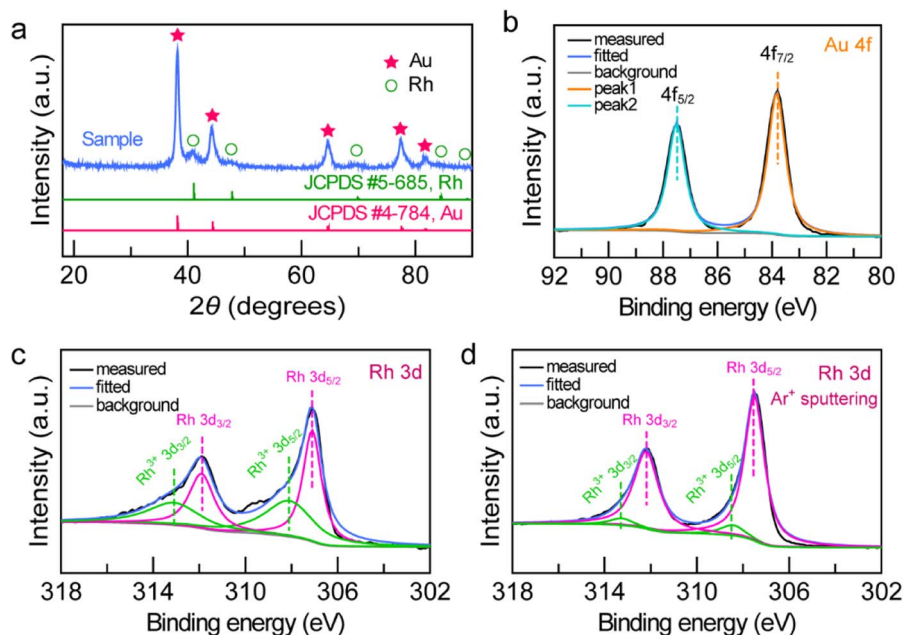 a
Intensity (a.u.)
Au
Rh
Sample
JCPDS #5-685, Rh
JCPDS #4-784, Au
20 40 60 80
2θ (degrees)
b
Intensity (a.u.)
measured
fitted
background
peak1
peak2
Au 4f
4f7/2
4f5/2
92 90 88 86 84 82 80
Binding energy (eV)
c
Intensity (a.u.)
measured
fitted
background
Rh 3d
Rh 3d5/2
Rh 3d3/2
Rh3+ 3d3/2
Rh3+ 3d5/2
318 314 310 306 302
Binding energy (eV)
d
Intensity (a.u.)
measured
fitted
background
Rh 3d
Ar+ sputtering
Rh 3d5/2
Rh 3d3/2
Rh3+ 3d3/2
Rh3+ 3d5/2
318 314 310 306 302
Binding energy (eV)